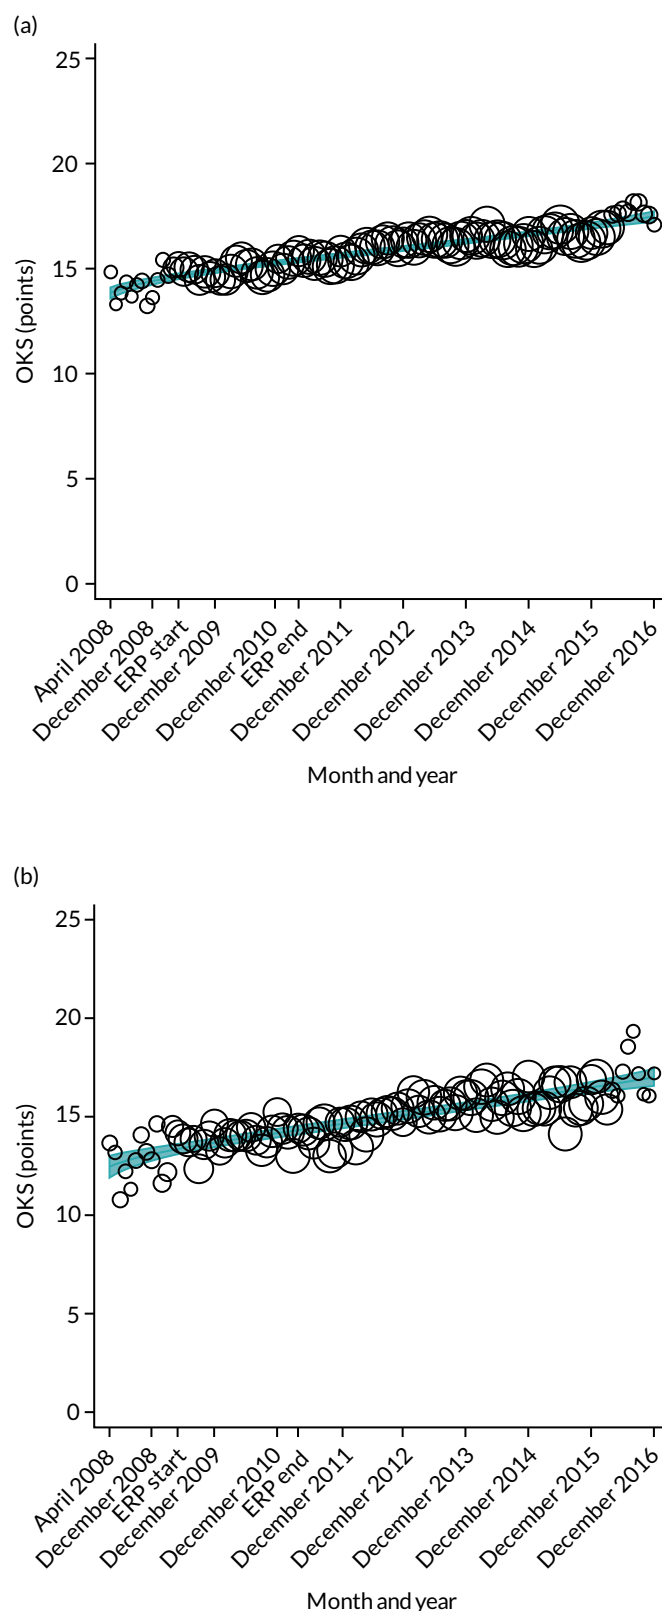 (a)
25
20
15
10
5
0
OKS (points)
April 2008
December 2008
ERP start
December 2009
December 2010
ERP end
December 2011
December 2012
December 2013
December 2014
December 2015
December 2016
Month and year
(b)
25
20
15
10
5
0
OKS (points)
April 2008
December 2008
ERP start
December 2009
December 2010
ERP end
December 2011
December 2012
December 2013
December 2014
December 2015
December 2016
Month and year